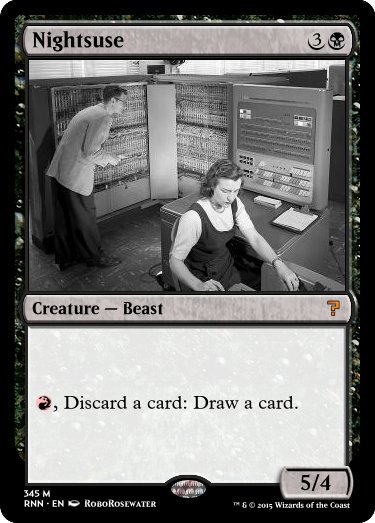 Nightsuse 3
Creature — Beast ?
, Discard a card: Draw a card.
5/4
345 M
RNN • EN RoboRosewater
™ & © 2015 Wizards of the Coast